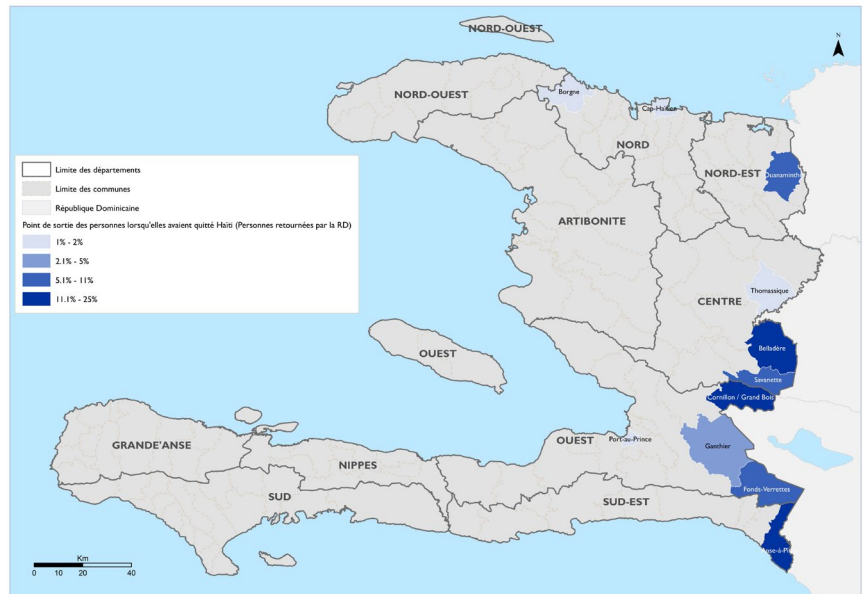 NORD-OUEST
N
NORD-OUEST
Borgne
Cap-Haïtien
NORD
NORD-EST
Ouanaminthe
Limite des départements
Limite des communes
République Dominicaine
Point de sortie des personnes lorsqu'elles avaient quitté Haïti (Personnes retournées par la RD)
1% - 2%
2.1% - 5%
5.1% - 11%
11.1% - 25%
ARTIBONITE
CENTRE
Thomassique
OUEST
Belladère
Savanette
Cornillon / Grand Bois
GRANDE'ANSE
NIPPES
OUEST
Port-au-Prince
Ganthier
SUD
SUD-EST
Fonds-Verrettes
Anse-à-Pit
Km
0 10 20 40